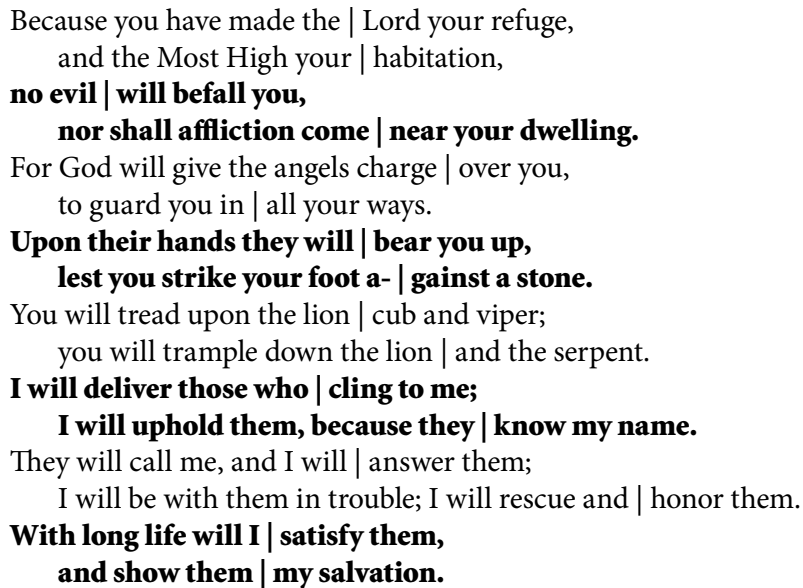 Because you have made the | Lord your refuge,
and the Most High your | habitation,
no evil | will befall you,
nor shall affliction come | near your dwelling.
For God will give the angels charge | over you,
to guard you in | all your ways.
Upon their hands they will | bear you up,
lest you strike your foot a- | gainst a stone.
You will tread upon the lion | cub and viper;
you will trample down the lion | and the serpent.
I will deliver those who | cling to me;
I will uphold them, because they | know my name.
They will call me, and I will | answer them;
I will be with them in trouble; I will rescue and | honor them.
With long life will I | satisfy them,
and show them | my salvation.